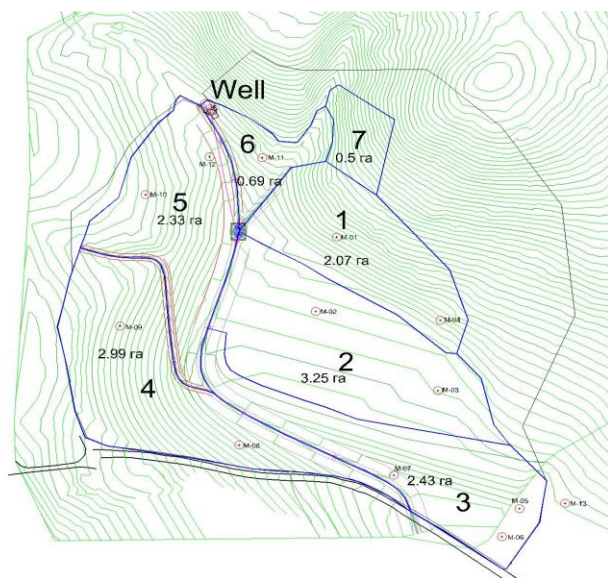 Well
6
M-11
7
M-12
0.69 га
0.5 га
M-10
5
2.33 га
1
M-01
2.07 га
M-02
M-04
M-09
2.99 га
2
3.25 га
M-03
4
M-08
M-07
2.43 га
3
M-05
M-13
M-06